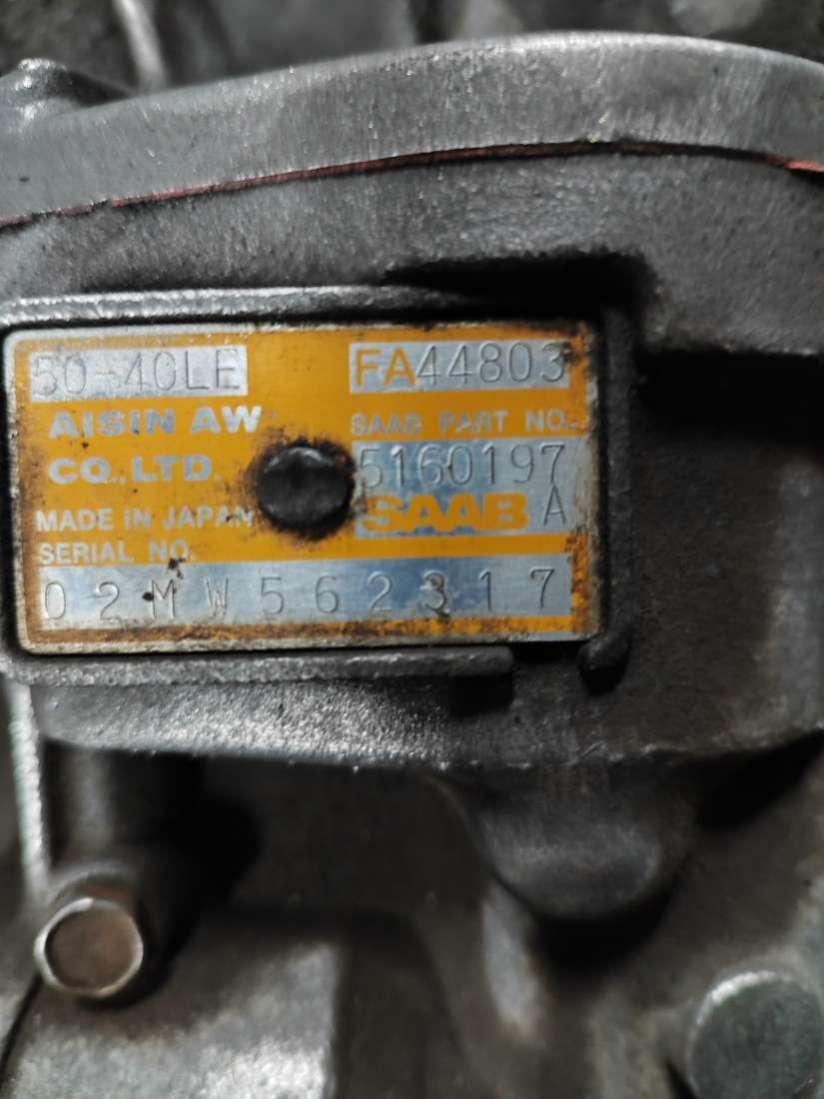 50-40LE FA44803
AISIN AW SAAB PART NO.
CO.,LTD. 5160197
MADE IN JAPAN SAAB A
SERIAL NO.
02MW562317